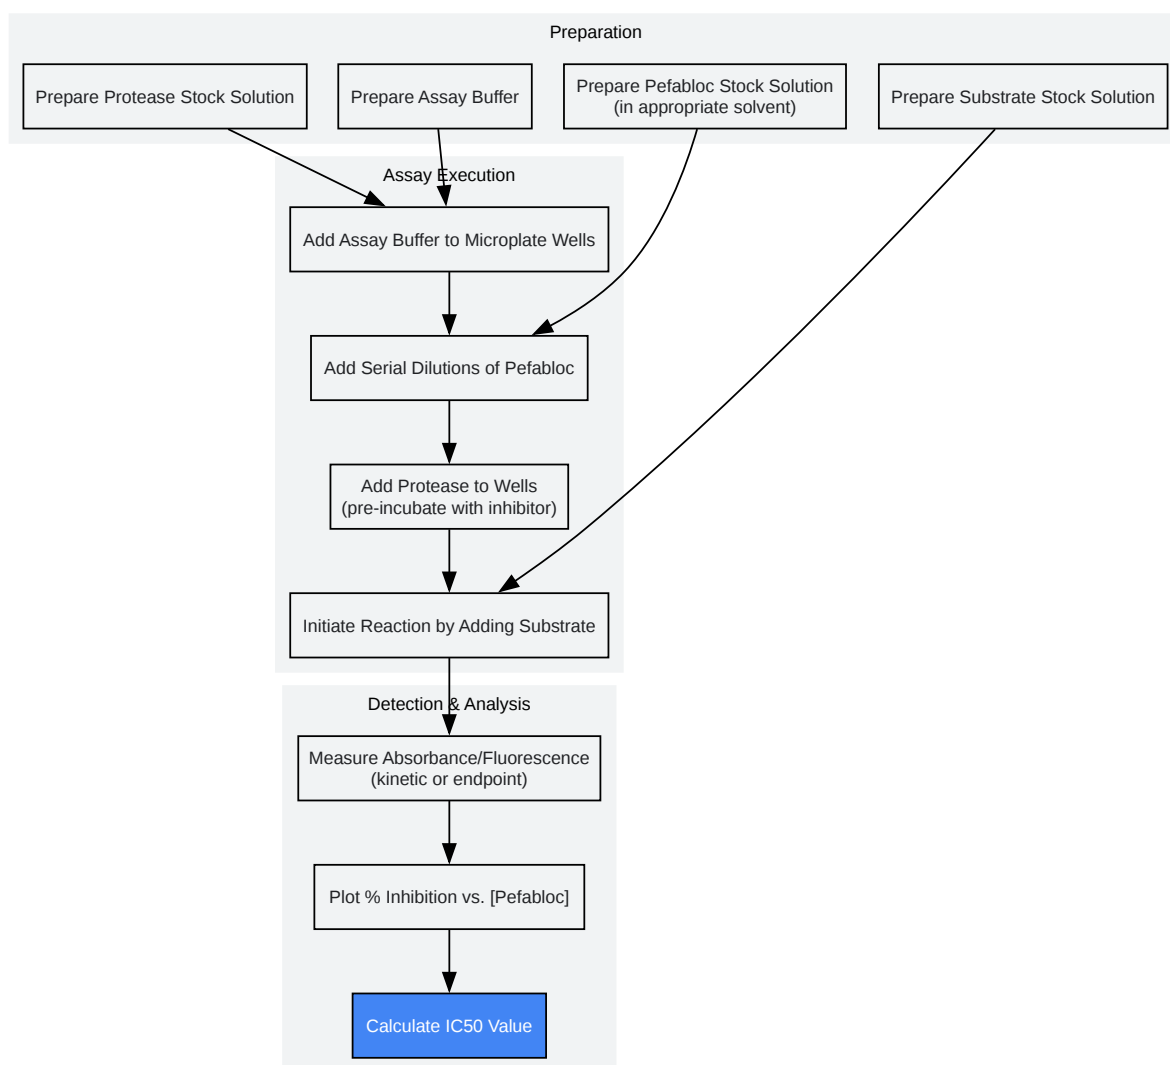 Preparation
Prepare Protease Stock Solution
Prepare Assay Buffer
Prepare Pefabloc Stock Solution
(in appropriate solvent)
Prepare Substrate Stock Solution
Assay Execution
Add Assay Buffer to Microplate Wells
Add Serial Dilutions of Pefabloc
Add Protease to Wells
(pre-incubate with inhibitor)
Initiate Reaction by Adding Substrate
Detection & Analysis
Measure Absorbance/Fluorescence
(kinetic or endpoint)
Plot % Inhibition vs. [Pefabloc]
Calculate IC50 Value